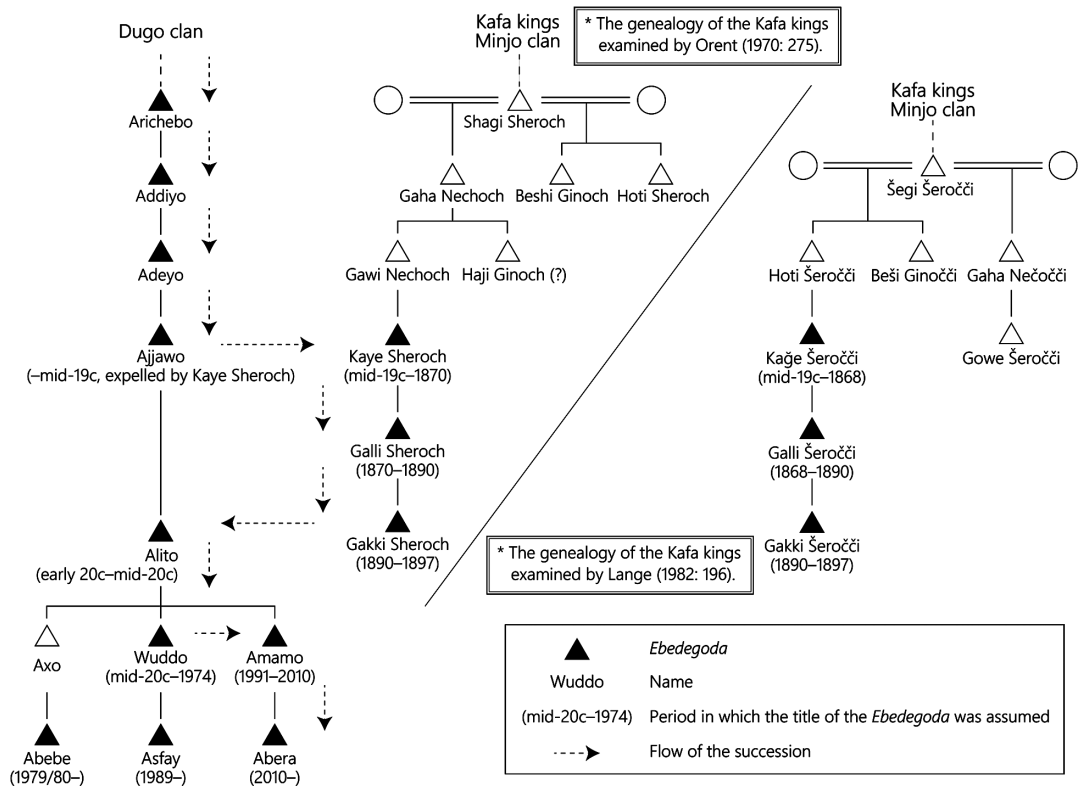 Dugo clan
Arichebo
Addiyo
Adeyo
Ajjawo
(–mid-19c, expelled by Kaye Sheroch)
Alito
(early 20c–mid-20c)
Axo
Wuddo
(mid-20c–1974)
Amamo
(1991–2010)
Abebe
(1979/80–)
Asfay
(1989–)
Abera
(2010–)
Kafa kings
Minjo clan
* The genealogy of the Kafa kings
examined by Orent (1970: 275).
Shagi Sheroch
Gaha Nechoch
Beshi Ginoch
Hoti Sheroch
Gawi Nechoch
Haji Ginoch (?)
Kaye Sheroch
(mid-19c–1870)
Galli Sheroch
(1870–1890)
Gakki Sheroch
(1890–1897)
Kafa kings
Minjo clan
Šegi Šeročči
Hoti Šeročči
Beši Ginočči
Gaha Nečočči
Kağe Šeročči
(mid-19c–1868)
Gowe Šeročči
Galli Šeročči
(1868–1890)
Gakki Šeročči
(1890–1897)
* The genealogy of the Kafa kings
examined by Lange (1982: 196).
Ebedegoda
Wuddo Name
(mid-20c–1974) Period in which the title of the Ebedegoda was assumed
Flow of the succession